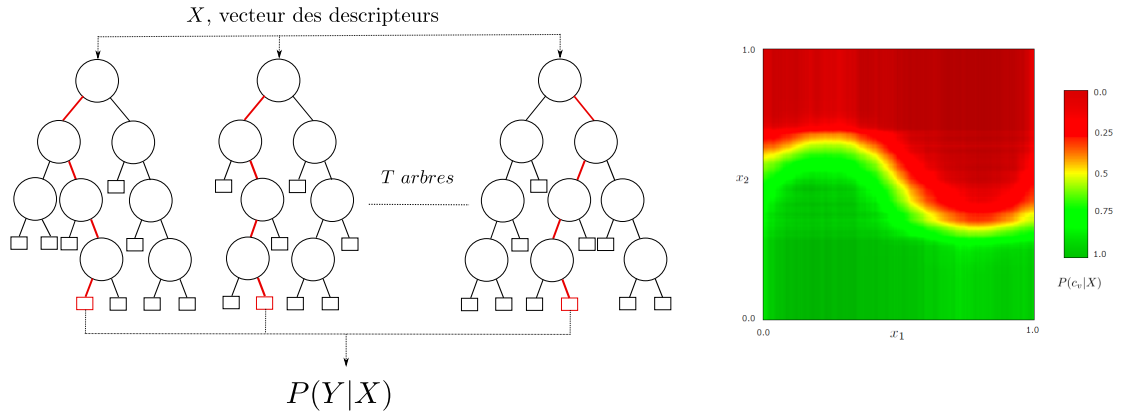 X, vecteur des descripteurs
T arbres
P(Y|X)
1.0
x₂
0.0
0.0
x₁
1.0
0.0
0.25
0.5
0.75
1.0
P(cᵥ|X)